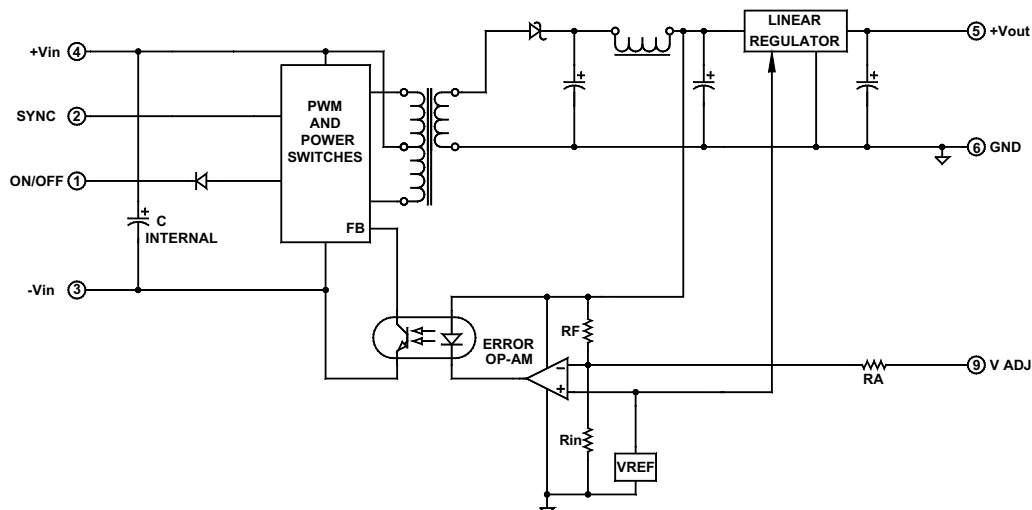 LINEAR
REGULATOR
5 +Vout
+Vin 4
PWM
AND
POWER
SWITCHES
SYNC 2
6 GND
ON/OFF 1
C
INTERNAL
FB
-Vin 3
ERROR
OP-AM
RF
9 V ADJ
RA
Rin
VREF